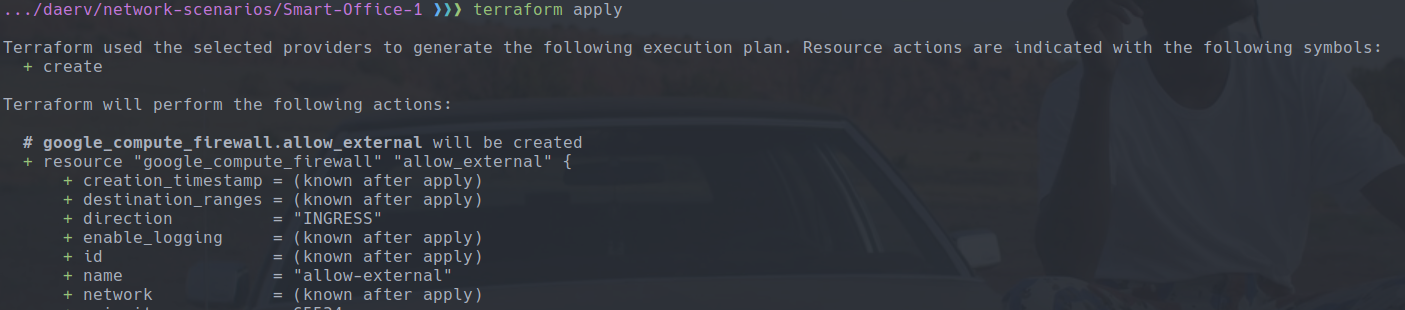 .../daerv/network-scenarios/Smart-Office-1 ❯❯❯ terraform apply
Terraform used the selected providers to generate the following execution plan. Resource actions are indicated with the following symbols:
+ create
Terraform will perform the following actions:
# google_compute_firewall.allow_external will be created
+ resource "google_compute_firewall" "allow_external" {
+ creation_timestamp = (known after apply)
+ destination_ranges = (known after apply)
+ direction = "INGRESS"
+ enable_logging = (known after apply)
+ id = (known after apply)
+ name = "allow-external"
+ network = (known after apply)